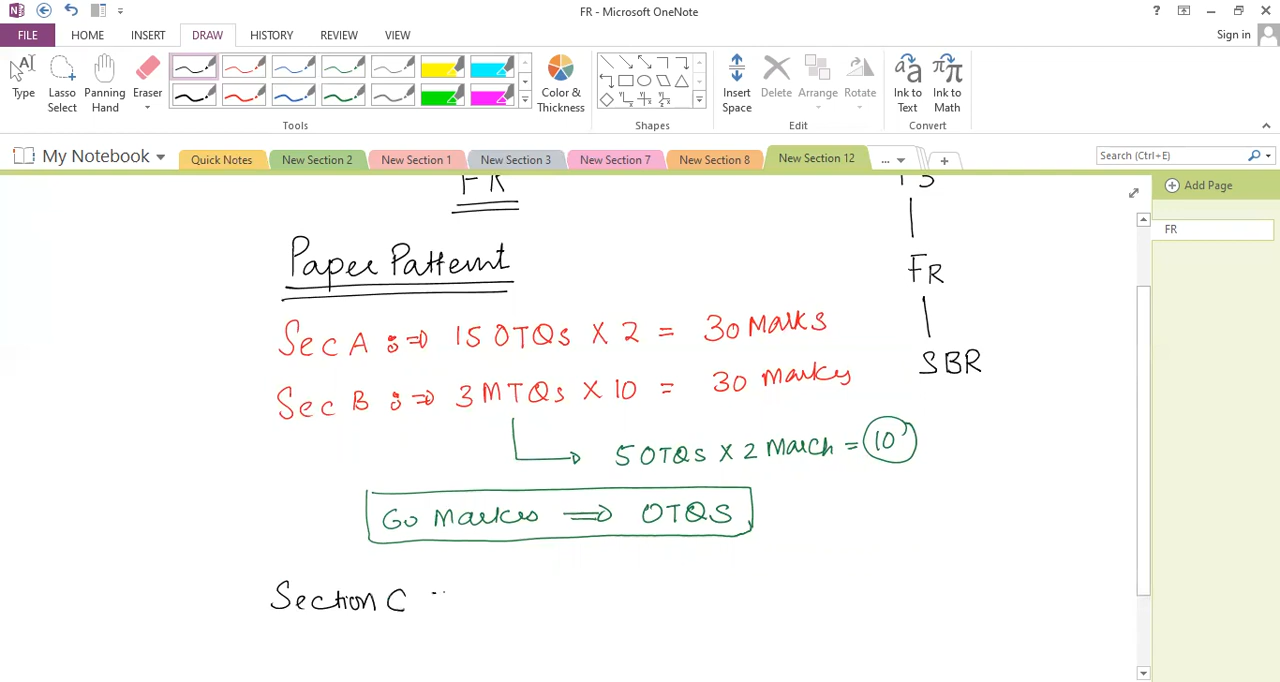 FR - Microsoft OneNote
?
Sign in
FILE HOME INSERT DRAW HISTORY REVIEW VIEW
Type
Lasso Select
Panning Hand
Eraser
Color & Thickness
Insert Space
Delete
Arrange
Rotate
Ink to Text
Ink to Math
Tools
Shapes
Edit
Convert
My Notebook
Quick Notes
New Section 2
New Section 1
New Section 3
New Section 7
New Section 8
New Section 12
...
Search (Ctrl+E)
Add Page
FR
FR
Paper Patternt
Sec A :⇒ 15 OTQs X 2 = 30 Marks
Sec B :⇒ 3 MTQs X 10 = 30 Markes
5 OTQs X 2 March = 10
60 Markes ⇒ OTQS
Section C
FR
SBR